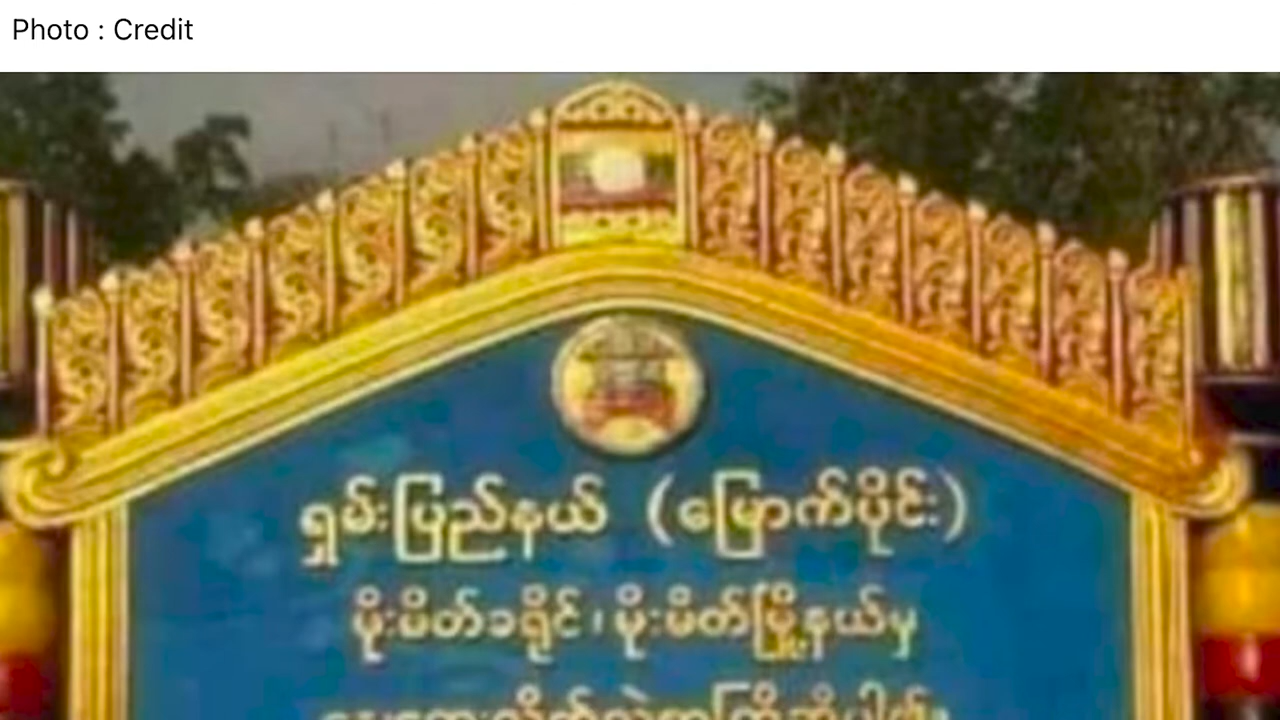 Photo : Credit
ရှမ်းပြည်နယ် (မြောက်ပိုင်း)
မိုးမိတ်ခရိုင်၊ မိုးမိတ်မြို့နယ်မှ